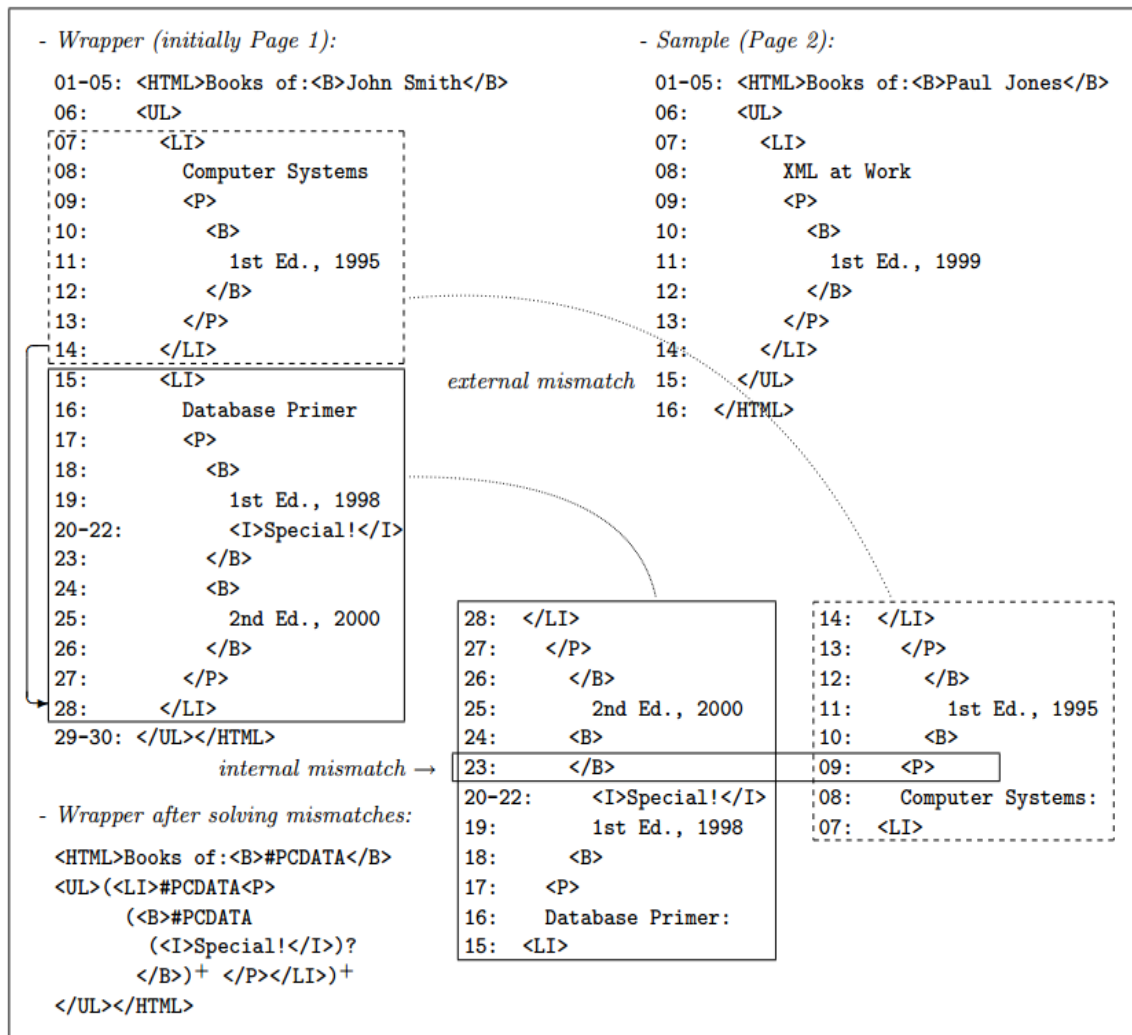 - Wrapper (initially Page 1):
01-05: <HTML>Books of:<B>John Smith</B>
06: <UL>
07: <LI>
08: Computer Systems
09: <P>
10: <B>
11: 1st Ed., 1995
12: </B>
13: </P>
14: </LI>
15: <LI>
16: Database Primer
17: <P>
18: <B>
19: 1st Ed., 1998
20-22: <I>Special!</I>
23: </B>
24: <B>
25: 2nd Ed., 2000
26: </B>
27: </P>
28: </LI>
29-30: </UL></HTML>
- Sample (Page 2):
01-05: <HTML>Books of:<B>Paul Jones</B>
06: <UL>
07: <LI>
08: XML at Work
09: <P>
10: <B>
11: 1st Ed., 1999
12: </B>
13: </P>
14: </LI>
15: </UL>
16: </HTML>
external mismatch
internal mismatch →
28: </LI>
27: </P>
26: </B>
25: 2nd Ed., 2000
24: <B>
23: </B>
20-22: <I>Special!</I>
19: 1st Ed., 1998
18: <B>
17: <P>
16: Database Primer:
15: <LI>
14: </LI>
13: </P>
12: </B>
11: 1st Ed., 1995
10: <B>
09: <P>
08: Computer Systems:
07: <LI>
- Wrapper after solving mismatches:
<HTML>Books of:<B>#PCDATA</B>
<UL>(<LI>#PCDATA<P>
(<B>#PCDATA
(<I>Special!</I>)?
</B>)+ </P></LI>)+
</UL></HTML>